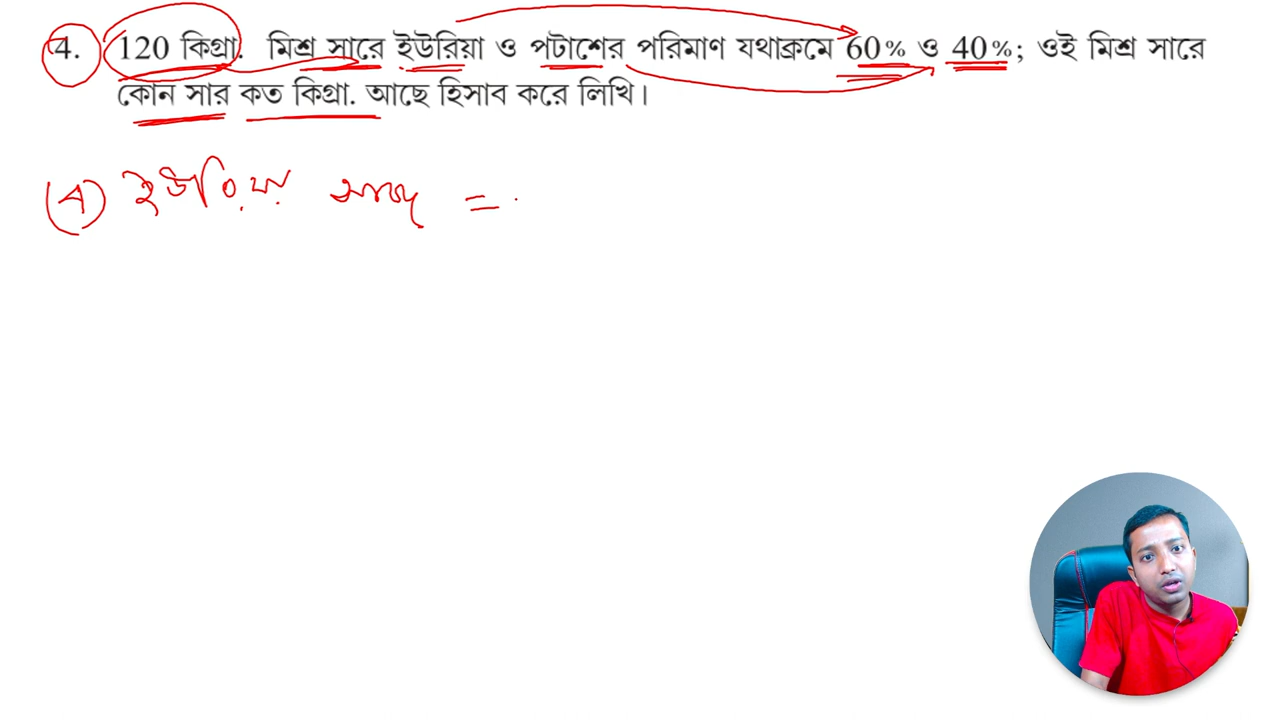 4. 120 কিগ্রা. মিশ্র সারে ইউরিয়া ও পটাশের পরিমাণ যথাক্রমে 60% ও 40%; ওই মিশ্র সারে
কোন সার কত কিগ্রা. আছে হিসাব করে লিখি।
ইউরিয়া =